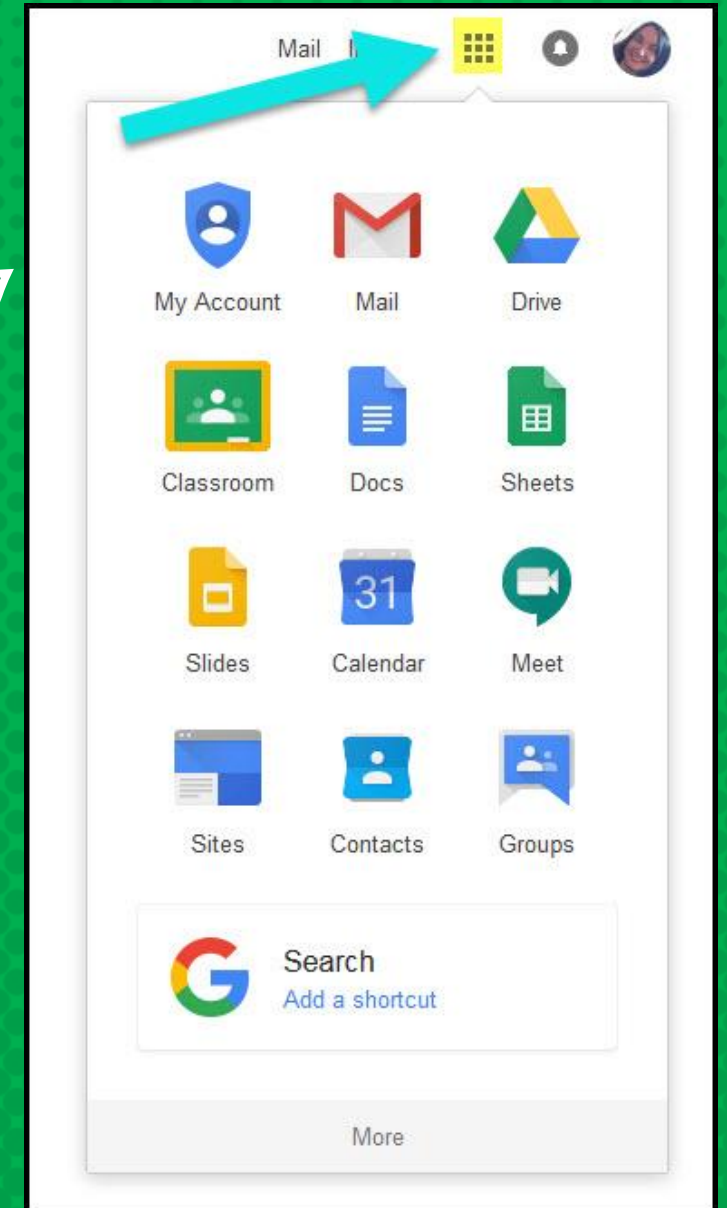 Mail
My Account Mail Drive
Classroom Docs Sheets
31
Slides Calendar Meet
Sites Contacts Groups
G Search
Add a shortcut
More